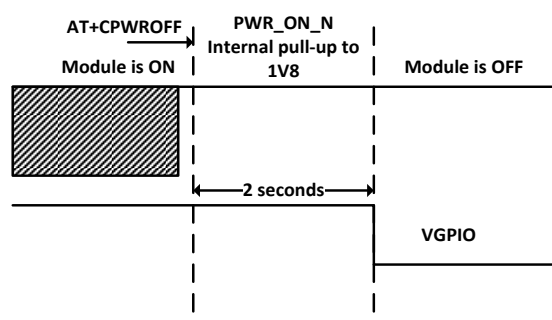 AT+CPWROFF
PWR_ON_N
Internal pull-up to
1V8
Module is ON
Module is OFF
2 seconds
VGPIO